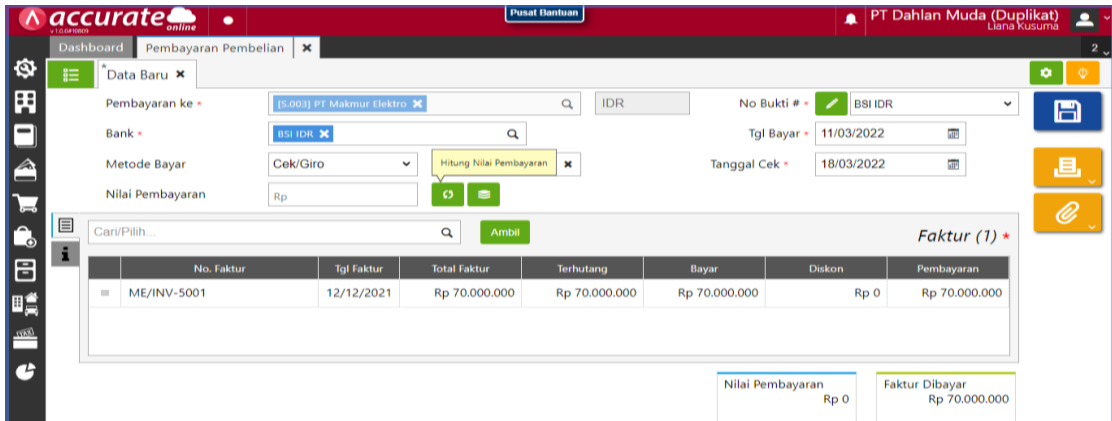 accurate
online
Pusat Bantuan
PT Dahlan Muda (Duplikat)
Liana Kusuma
Dashboard
Pembayaran Pembelian
2
*Data Baru
Pembayaran ke *
[S.003] PT Makmur Elektro
IDR
No Bukti # *
BSI IDR
Bank *
BSI IDR
Tgl Bayar *
11/03/2022
Metode Bayar
Cek/Giro
Hitung Nilai Pembayaran
Tanggal Cek *
18/03/2022
Nilai Pembayaran
Rp
Cari/Pilih...
Ambil
Faktur (1) *
No. Faktur Tgl Faktur Total Faktur Terhutang Bayar Diskon Pembayaran
ME/INV-5001 12/12/2021 Rp 70.000.000 Rp 70.000.000 Rp 70.000.000 Rp 0 Rp 70.000.000
TAX
Nilai Pembayaran
Rp 0
Faktur Dibayar
Rp 70.000.000